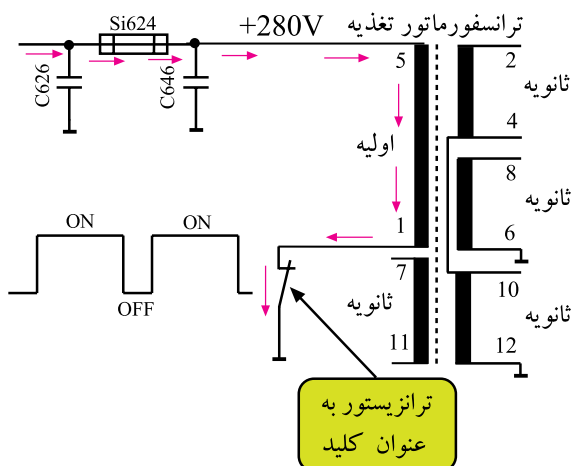 ترانسفورماتور تغذیه
+280V
Si624
C626
C646
5
اولیه
1
2
ثانویه
4
8
ثانویه
6
7
ثانویه
11
10
ثانویه
12
ON
ON
OFF
ترانزیستور به
عنوان کلید